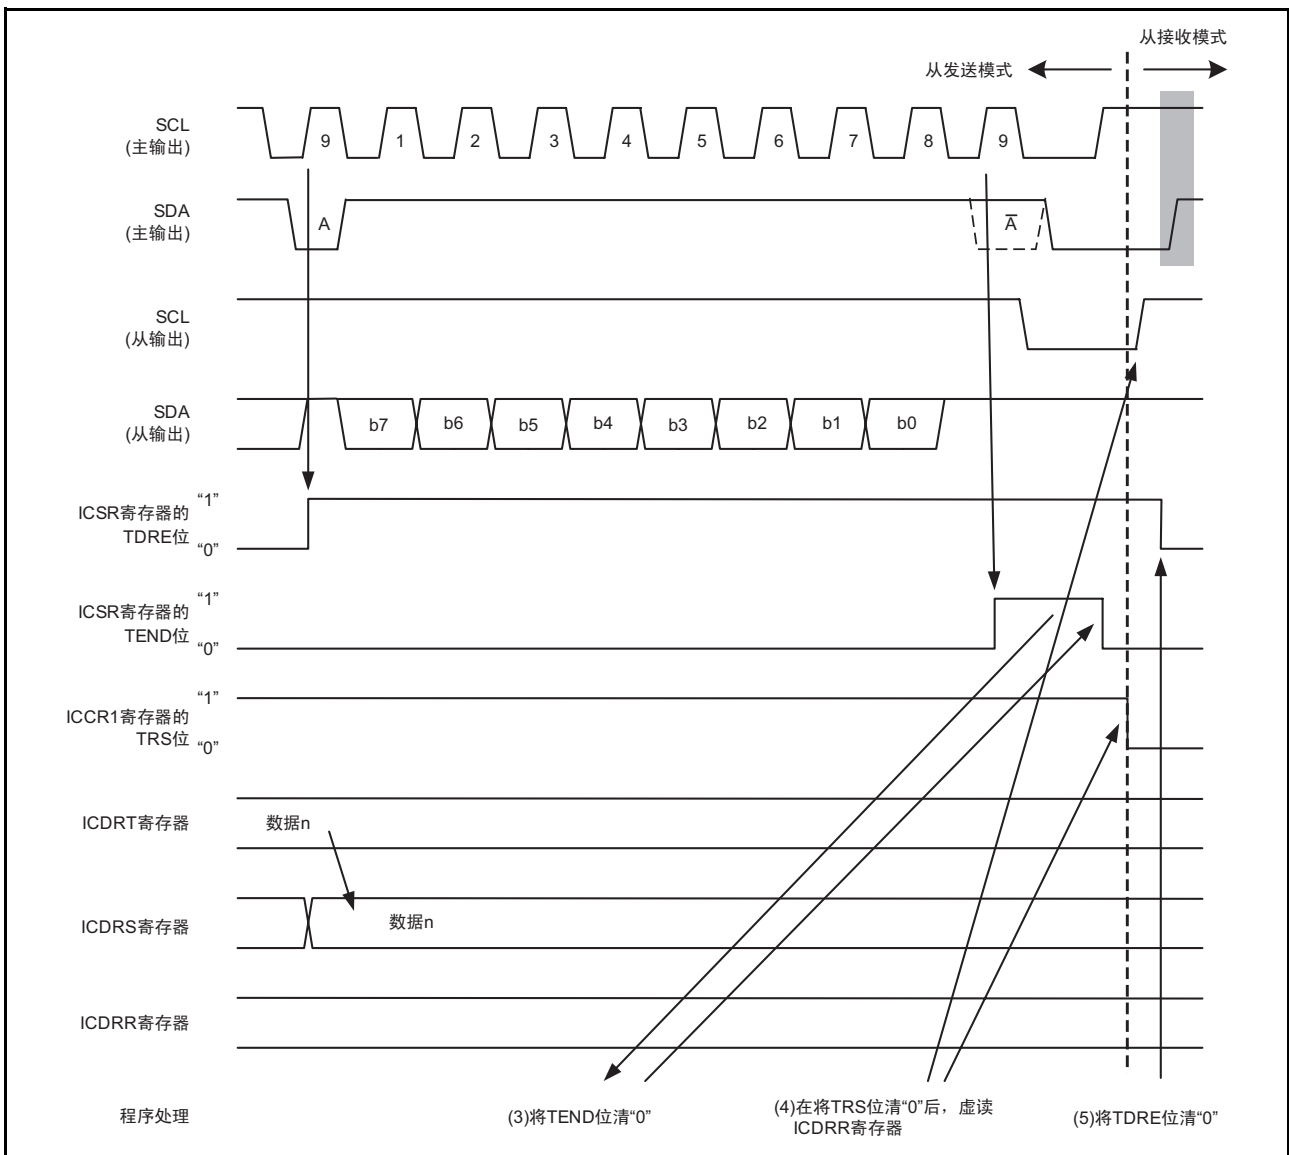 从接收模式
从发送模式
SCL
(主输出)
9 1 2 3 4 5 6 7 8 9
SDA
(主输出)
A A̅
SCL
(从输出)
SDA
(从输出)
b7 b6 b5 b4 b3 b2 b1 b0
ICSR寄存器的
TDRE位
“1”
“0”
ICSR寄存器的
TEND位
“1”
“0”
ICCR1寄存器的
TRS位
“1”
“0”
ICDRT寄存器
数据n
ICDRS寄存器
数据n
ICDRR寄存器
程序处理
(3)将TEND位清“0”
(4)在将TRS位清“0”后，虚读
ICDRR寄存器
(5)将TDRE位清“0”